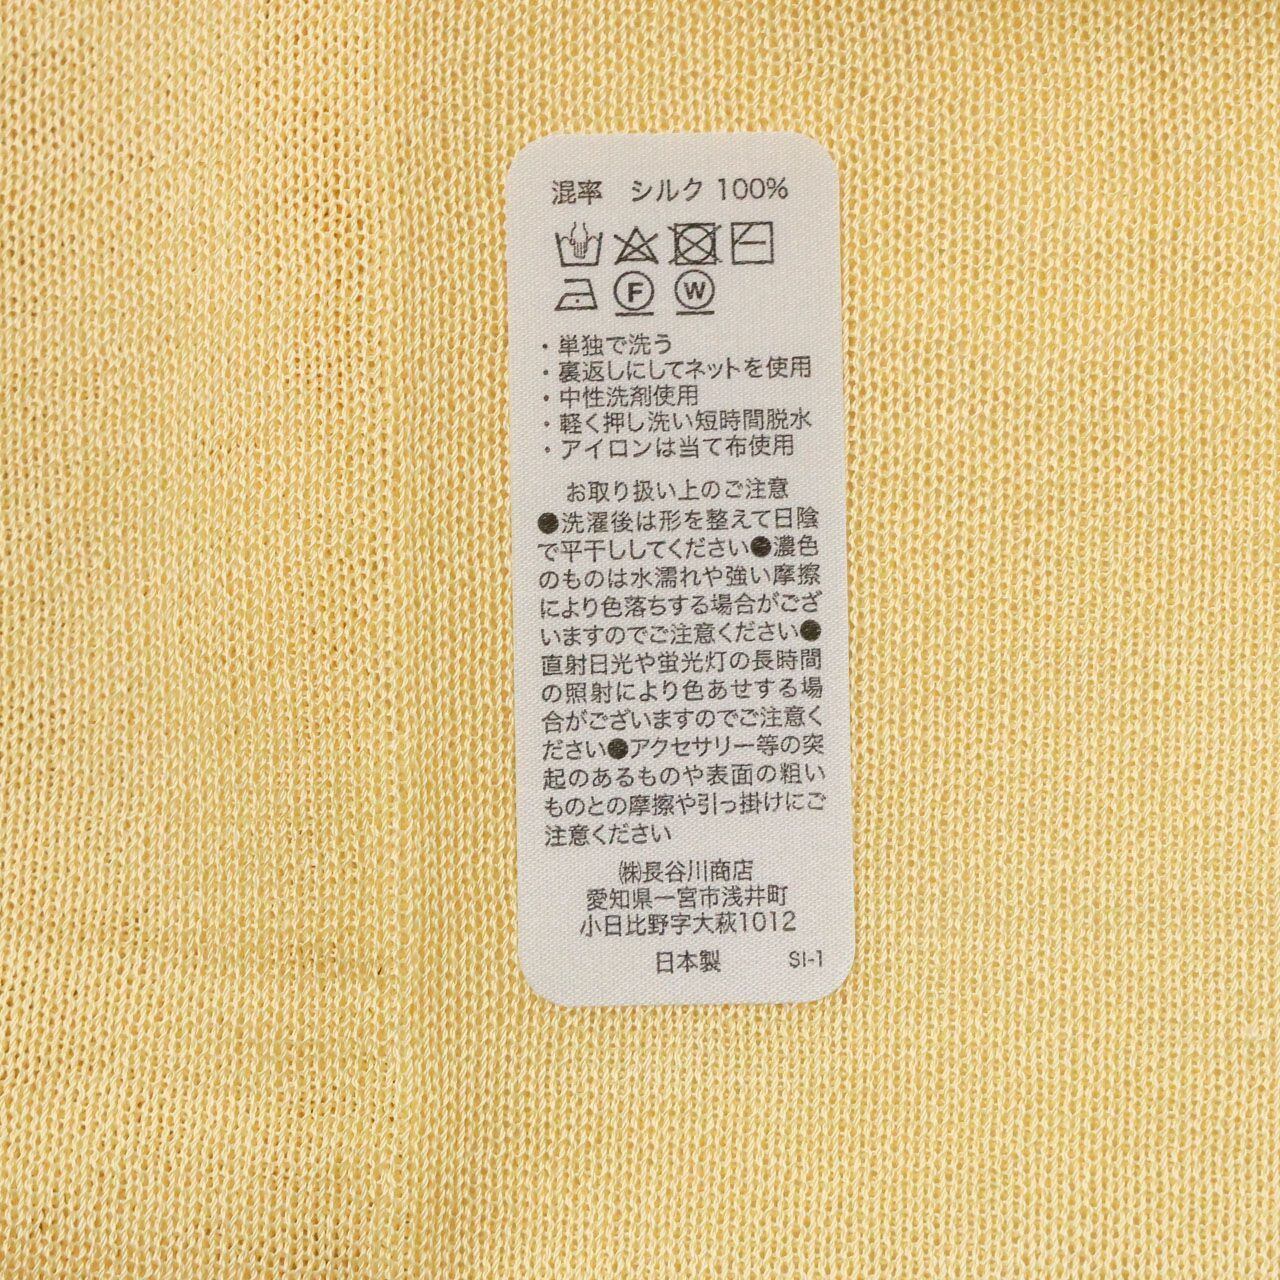 混率　シルク 100%
F W
・単独で洗う
・裏返しにしてネットを使用
・中性洗剤使用
・軽く押し洗い短時間脱水
・アイロンは当て布使用
お取り扱い上のご注意
●洗濯後は形を整えて日陰
で平干ししてください●濃色
のものは水濡れや強い摩擦
により色落ちする場合がござ
いますのでご注意ください●
直射日光や蛍光灯の長時間
の照射により色あせする場
合がございますのでご注意く
ださい●アクセサリー等の突
起のあるものや表面の粗い
ものとの摩擦や引っ掛けにご
注意ください
㈱長谷川商店
愛知県一宮市浅井町
小日比野字大萩1012
日本製　SI-1